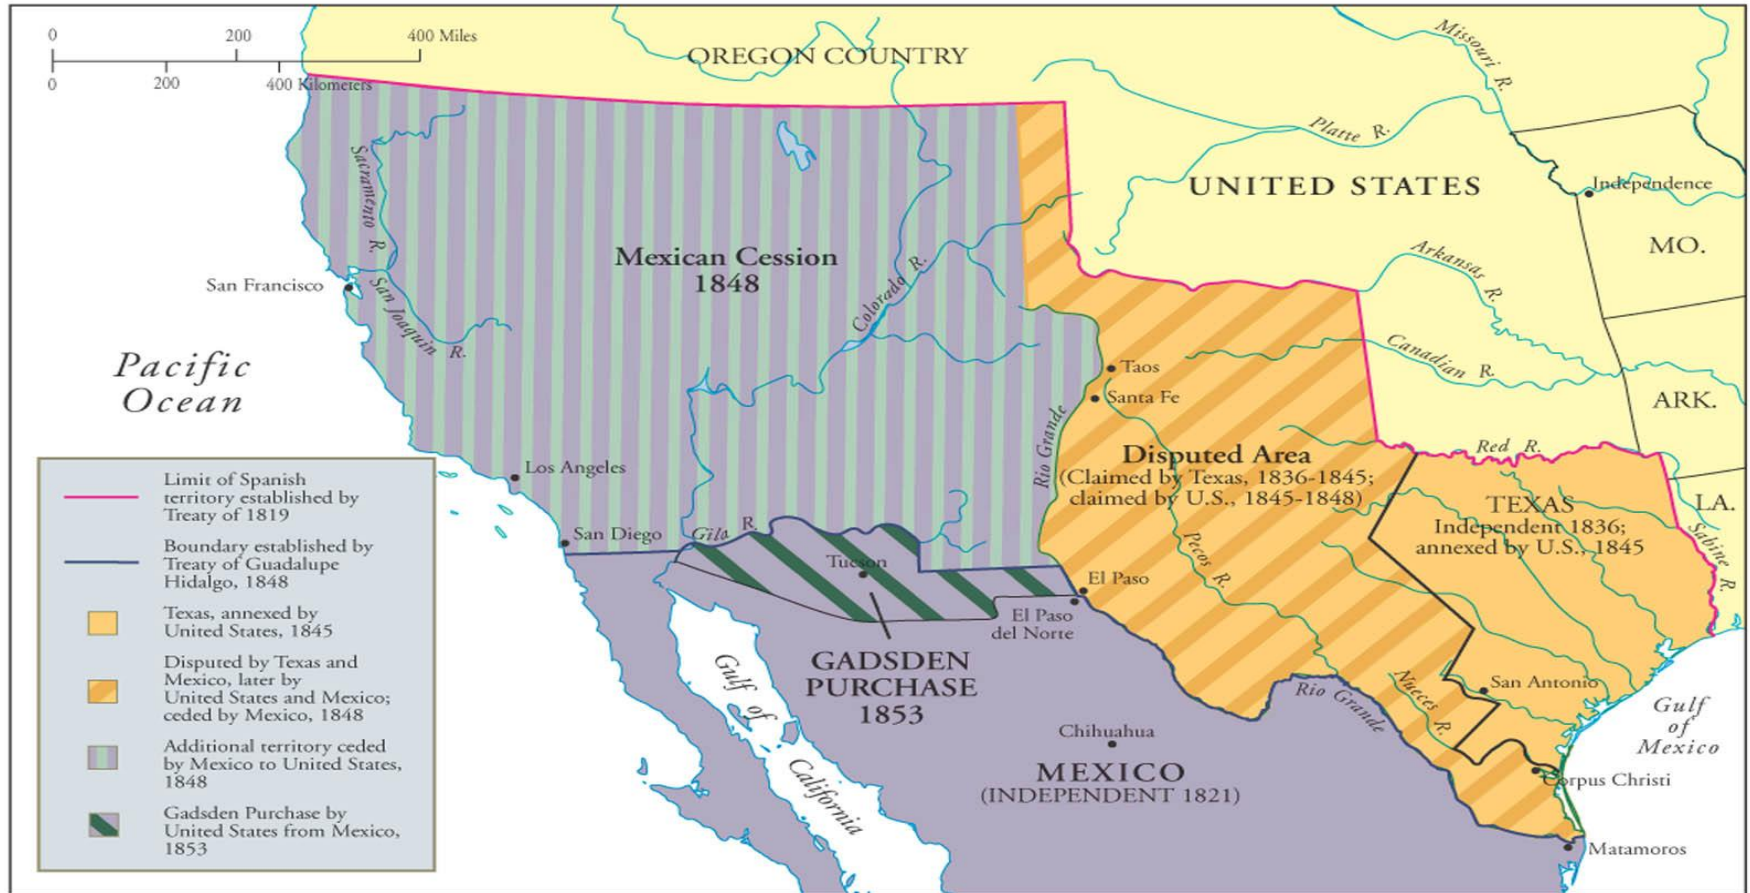 0 200 400 Miles
0 200 400 Kilometers
OREGON COUNTRY
Missouri R.
Platte R.
UNITED STATES
Independence
MO.
Arkansas R.
Sacramento R.
San Francisco
San Joaquin R.
Mexican Cession
1848
Colorado R.
Canadian R.
Pacific
Ocean
Taos
Santa Fe
ARK.
Rio Grande
Red R.
Disputed Area
(Claimed by Texas, 1836-1845;
claimed by U.S., 1845-1848)
TEXAS
Independent 1836;
annexed by U.S., 1845
LA.
Sabine R.
Los Angeles
San Diego
Gila R.
Tucson
Pecos R.
El Paso
El Paso
del Norte
GADSDEN
PURCHASE
1853
Gulf of California
Rio Grande
Nueces R.
San Antonio
Gulf
of
Mexico
Chihuahua
MEXICO
(INDEPENDENT 1821)
Corpus Christi
Matamoros
Limit of Spanish
territory established by
Treaty of 1819
Boundary established by
Treaty of Guadalupe
Hidalgo, 1848
Texas, annexed by
United States, 1845
Disputed by Texas and
Mexico, later by
United States and Mexico;
ceded by Mexico, 1848
Additional territory ceded
by Mexico to United States,
1848
Gadsden Purchase by
United States from Mexico,
1853